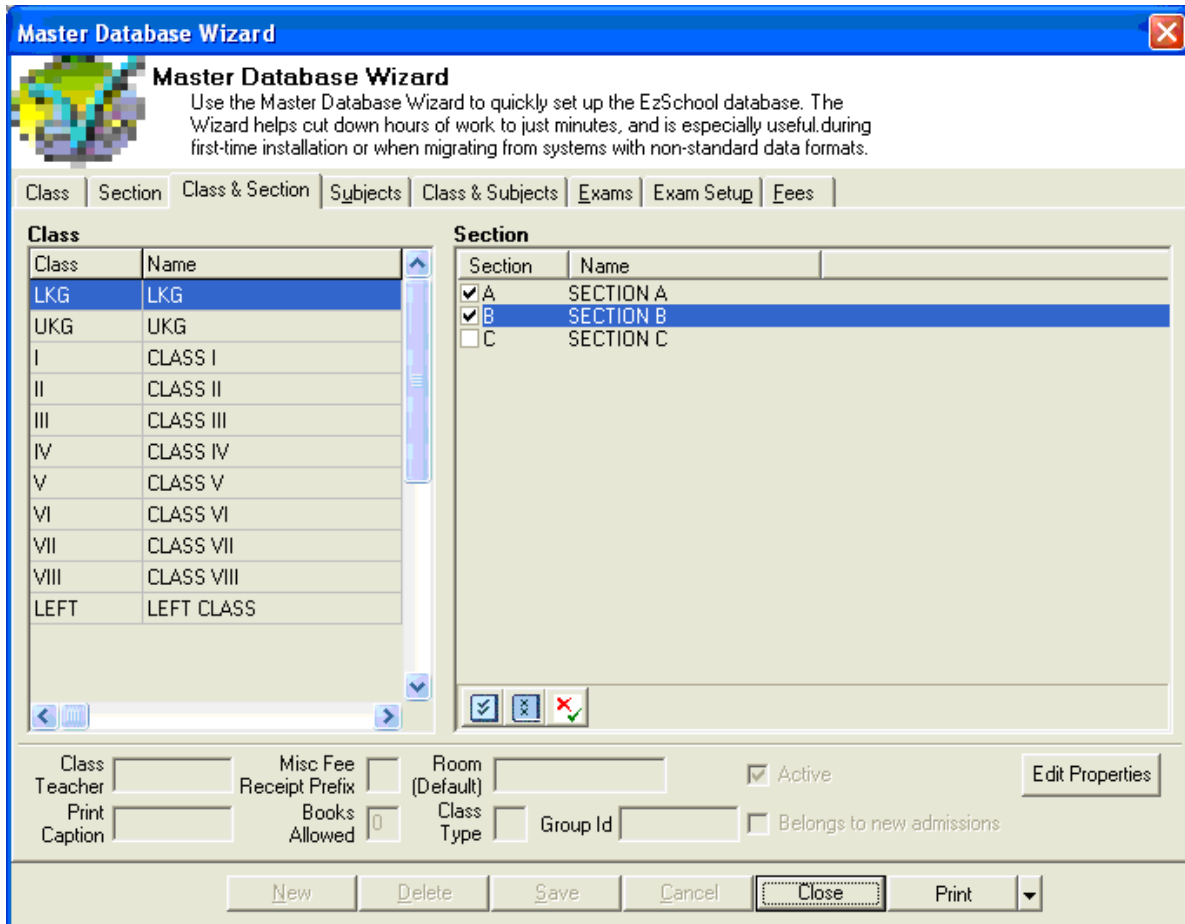 Master Database Wizard
Master Database Wizard
Use the Master Database Wizard to quickly set up the EzSchool database. The
Wizard helps cut down hours of work to just minutes, and is especially useful.during
first-time installation or when migrating from systems with non-standard data formats.
Class Section Class & Section Subjects Class & Subjects Exams Exam Setup Fees
Class Section
Class Name Section Name
LKG LKG A SECTION A
UKG UKG B SECTION B
I CLASS I C SECTION C
II CLASS II
III CLASS III
IV CLASS IV
V CLASS V
VI CLASS VI
VII CLASS VII
VIII CLASS VIII
LEFT LEFT CLASS
Class Teacher Misc Fee Receipt Prefix Room (Default) Active Edit Properties
Print Caption Books Allowed 0 Class Type Group Id Belongs to new admissions
New Delete Save Cancel Close Print